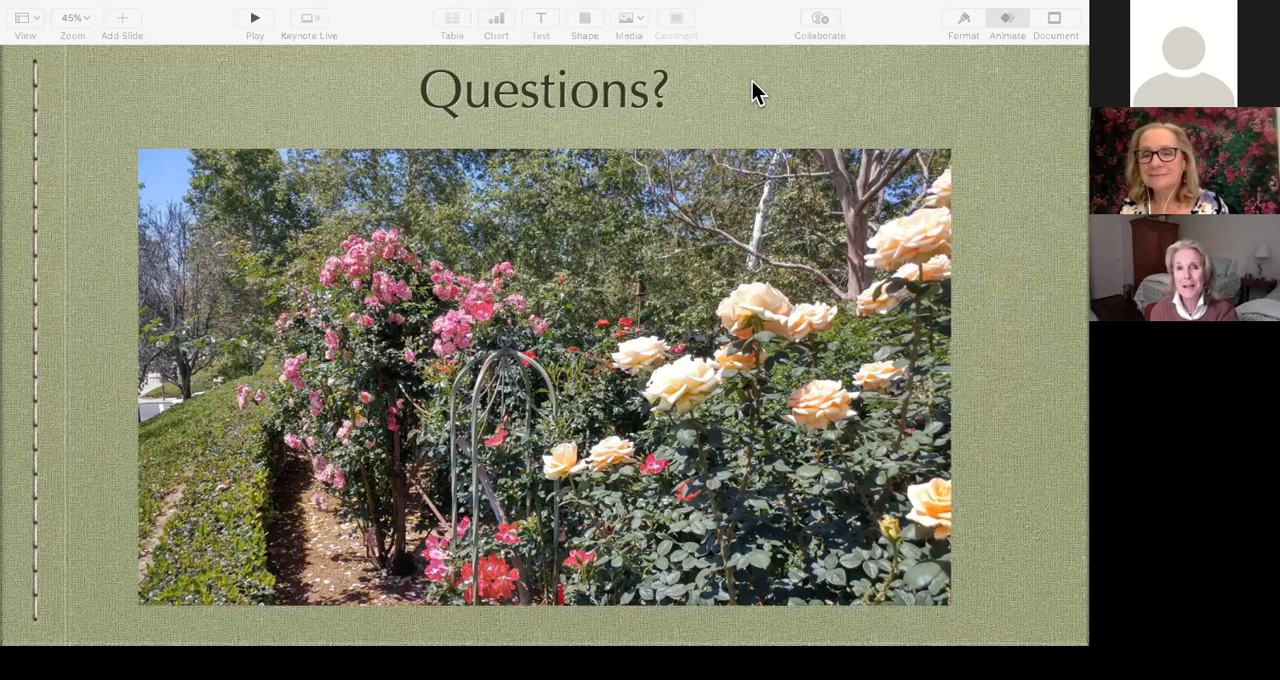 45%
View Zoom Add Slide Play Keynote Live Table Chart Text Shape Media Comment Collaborate Format Animate Document
Questions?